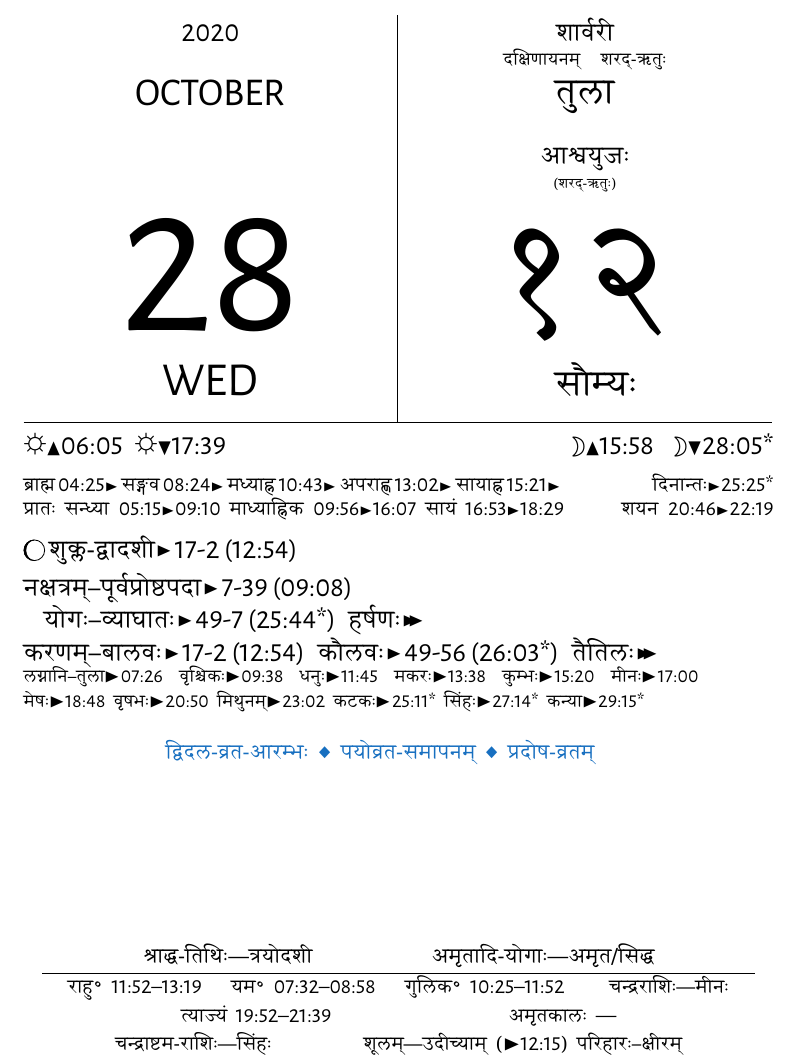 2020
OCTOBER
28
WED
शार्वरी
दक्षिणायनम् शरद्-ऋतुः
तुला
आश्वयुजः
(शरद्-ऋतुः)
१२
सौम्यः
☼▲06:05 ☼▼17:39 ☽▲15:58 ☽▼28:05*
ब्राह्म 04:25► सङ्गव 08:24► मध्याह्न 10:43► अपराह्ण 13:02► सायाह्न 15:21► दिनान्तः►25:25*
प्रातः सन्ध्या 05:15►09:10 माध्याह्निक 09:56►16:07 सायं 16:53►18:29 शयन 20:46►22:19
शुक्ल-द्वादशी►17-2 (12:54)
नक्षत्रम्–पूर्वप्रोष्ठपदा►7-39 (09:08)
योगः–व्याघातः►49-7 (25:44*) हर्षणः►►
करणम्–बालवः►17-2 (12:54) कौलवः►49-56 (26:03*) तैतिलः►►
लग्नानि–तुला►07:26 वृश्चिकः►09:38 धनुः►11:45 मकरः►13:38 कुम्भः►15:20 मीनः►17:00
मेषः►18:48 वृषभः►20:50 मिथुनम्►23:02 कटकः►25:11* सिंहः►27:14* कन्या►29:15*
द्विदल-व्रत-आरम्भः ◆ पयोव्रत-समापनम् ◆ प्रदोष-व्रतम्
श्राद्ध-तिथिः—त्रयोदशी अमृतादि-योगाः—अमृत/सिद्ध
राहु॰ 11:52–13:19 यम॰ 07:32–08:58 गुलिक॰ 10:25–11:52 चन्द्रराशिः—मीनः
त्याज्यं 19:52–21:39 अमृतकालः —
चन्द्राष्टम-राशिः—सिंहः शूलम्—उदीच्याम् (►12:15) परिहारः–क्षीरम्